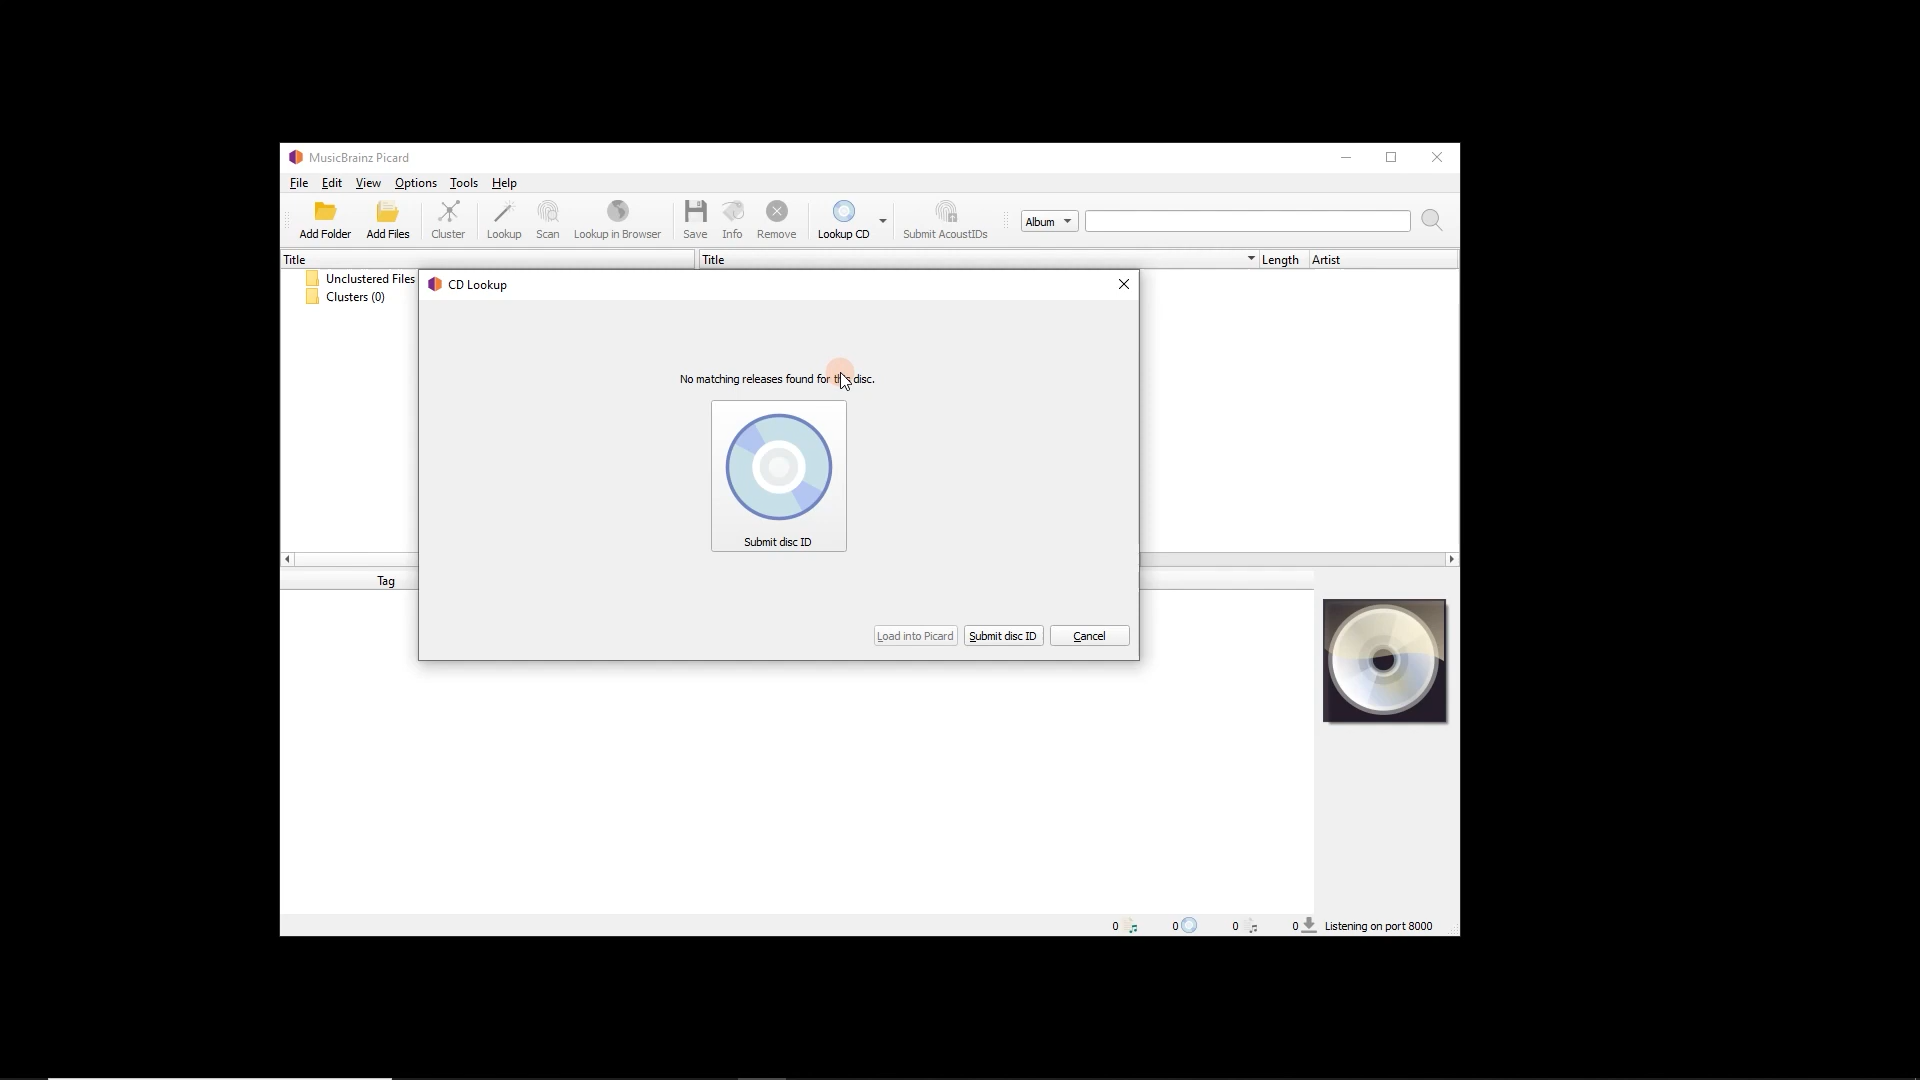 MusicBrainz Picard
File Edit View Options Tools Help
Add Folder Add Files Cluster Lookup Scan Lookup in Browser Save Info Remove Lookup CD Submit AcoustIDs Album
Title Title Length Artist
Unclustered Files
Clusters (0)
CD Lookup
No matching releases found for this disc.
Submit disc ID
Load into Picard Submit disc ID Cancel
Tag
0 0 0 0 Listening on port 8000